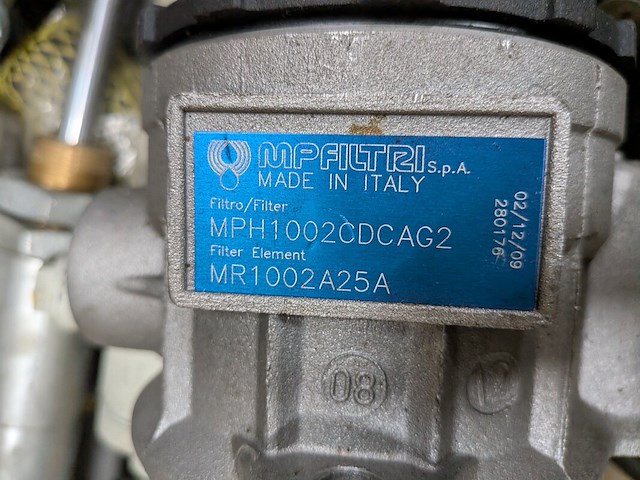 MPFILTRI S.p.A.
MADE IN ITALY
Filtro/Filter
MPH1002CDCAG2
Filter Element
MR1002A25A
02/12/09
280176
08